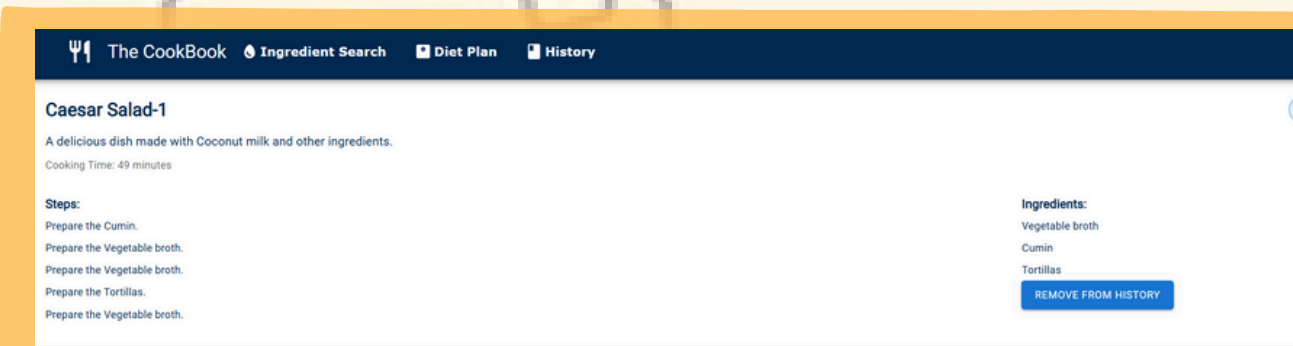 The CookBook Ingredient Search Diet Plan History
Caesar Salad-1
A delicious dish made with Coconut milk and other ingredients.
Cooking Time: 49 minutes
Steps:
Prepare the Cumin.
Prepare the Vegetable broth.
Prepare the Vegetable broth.
Prepare the Tortillas.
Prepare the Vegetable broth.
Ingredients:
Vegetable broth
Cumin
Tortillas
REMOVE FROM HISTORY